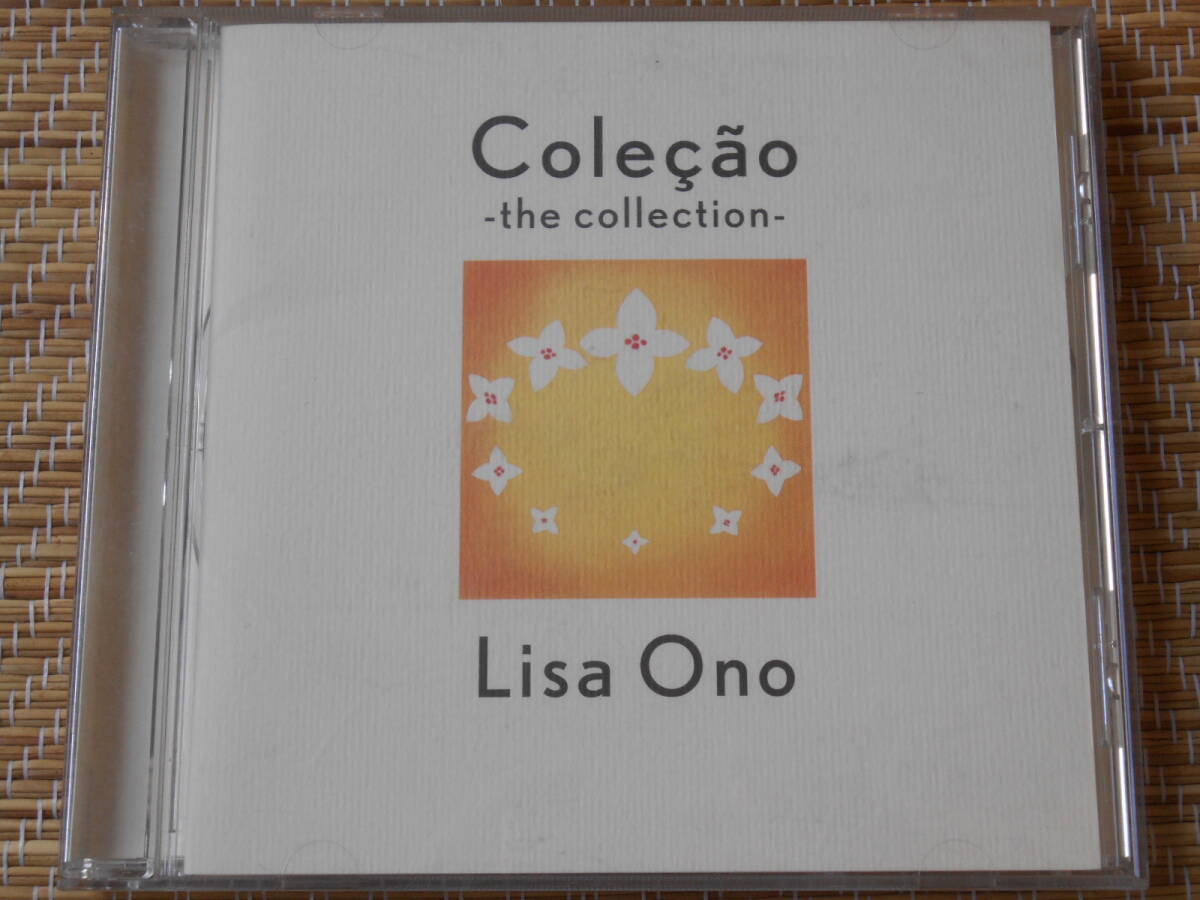 Coleção
-the collection-
Lisa Ono